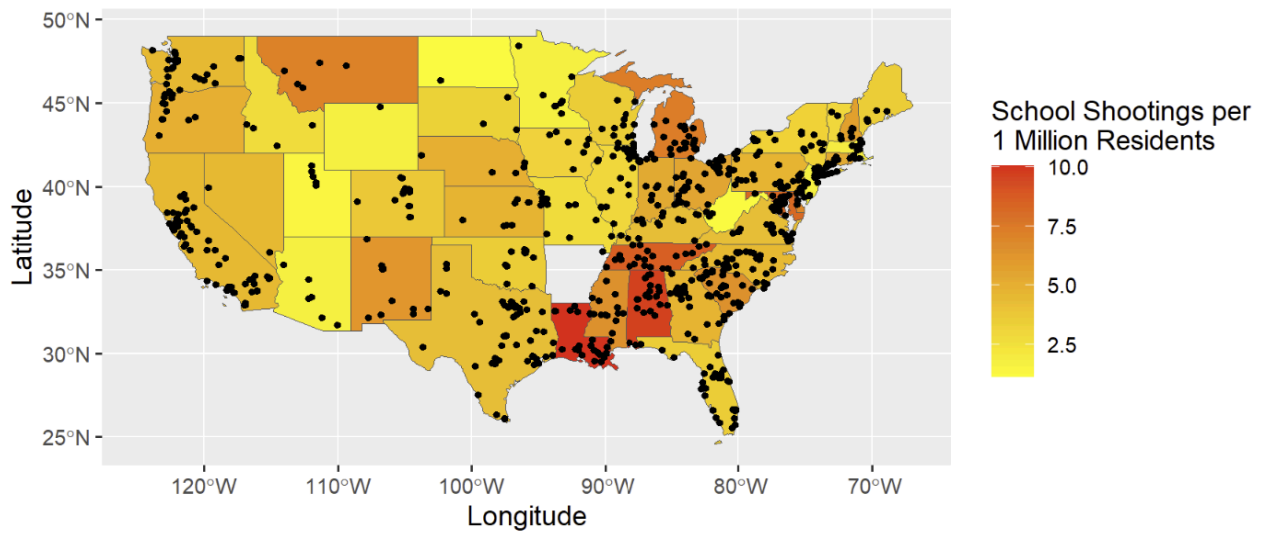 50°N
45°N
40°N
35°N
30°N
25°N
Latitude
120°W 110°W 100°W 90°W 80°W 70°W
Longitude
School Shootings per
1 Million Residents
10.0
7.5
5.0
2.5